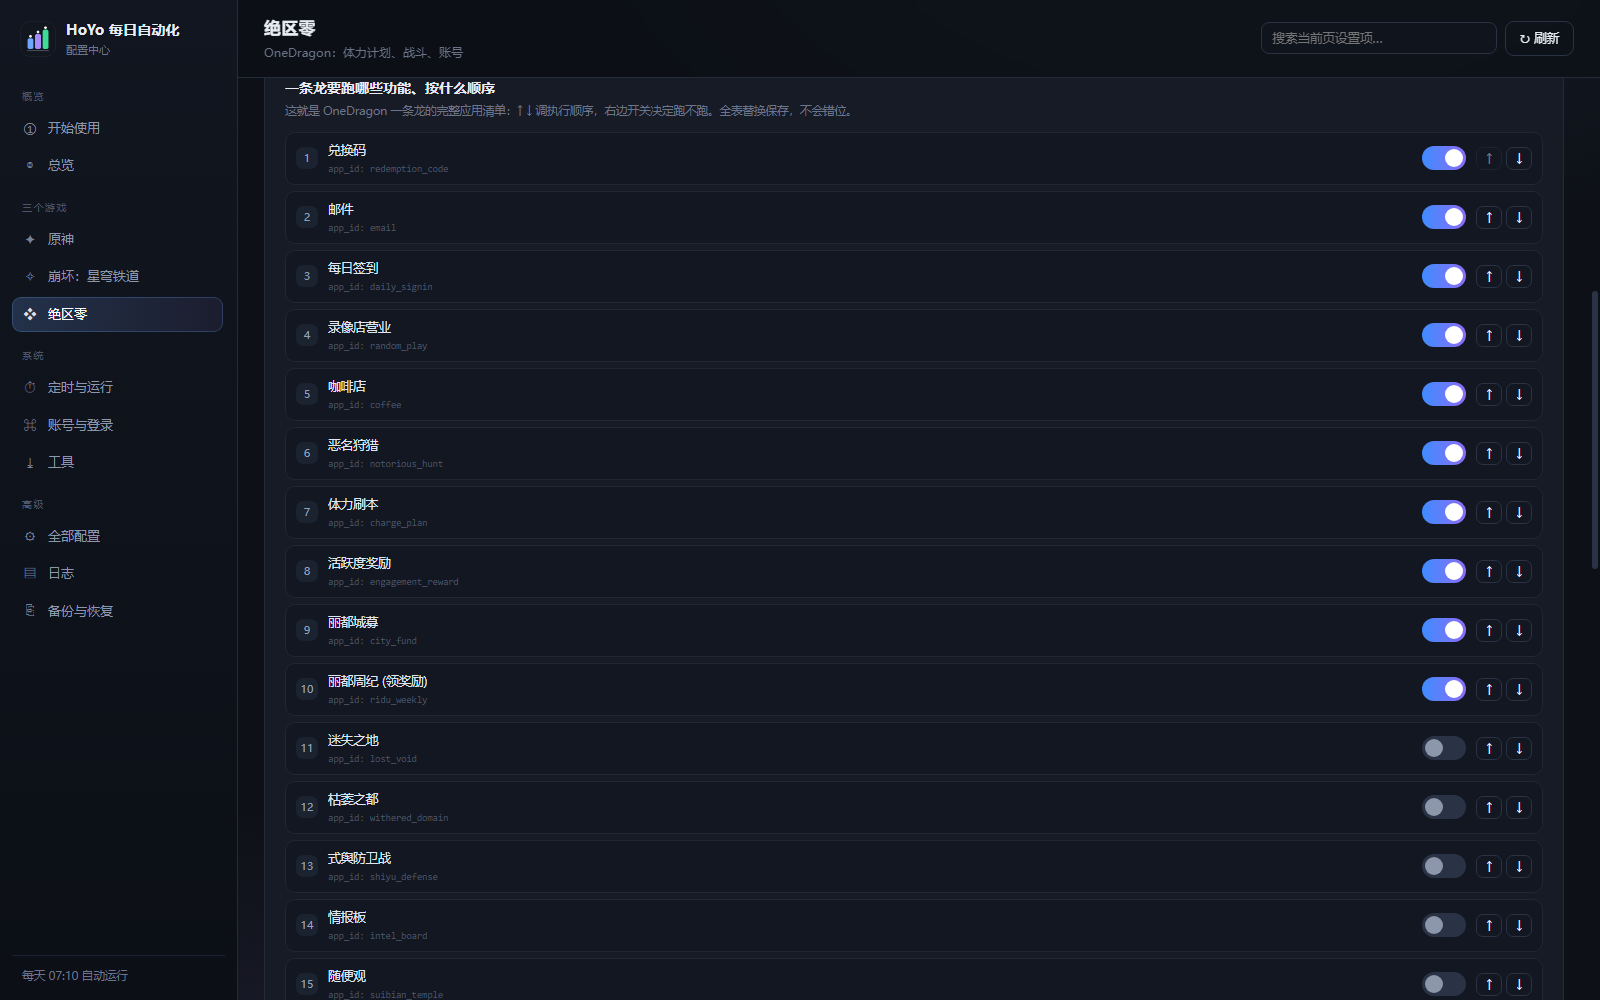 HoYo 每日自动化
配置中心
概览
① 开始使用
总览
三个游戏
原神
崩坏：星穹铁道
绝区零
系统
定时与运行
账号与登录
工具
高级
全部配置
日志
备份与恢复
每天 07:10 自动运行
绝区零
OneDragon：体力计划、战斗、账号
搜索当前页设置项...
↻ 刷新
一条龙要跑哪些功能、按什么顺序
这就是 OneDragon 一条龙的完整应用清单：↑↓调执行顺序，右边开关决定跑不跑。全表替换保存，不会错位。
1 兑换码 ↑ ↓
app_id: redemption_code
2 邮件 ↑ ↓
app_id: email
3 每日签到 ↑ ↓
app_id: daily_signin
4 录像店营业 ↑ ↓
app_id: random_play
5 咖啡店 ↑ ↓
app_id: coffee
6 恶名狩猎 ↑ ↓
app_id: notorious_hunt
7 体力刷本 ↑ ↓
app_id: charge_plan
8 活跃度奖励 ↑ ↓
app_id: engagement_reward
9 丽都城募 ↑ ↓
app_id: city_fund
10 丽都周纪 (领奖励) ↑ ↓
app_id: ridu_weekly
11 迷失之地 ↑ ↓
app_id: lost_void
12 枯萎之都 ↑ ↓
app_id: withered_domain
13 式舆防卫战 ↑ ↓
app_id: shiyu_defense
14 情报板 ↑ ↓
app_id: intel_board
15 随便观 ↑ ↓
app_id: suibian_temple